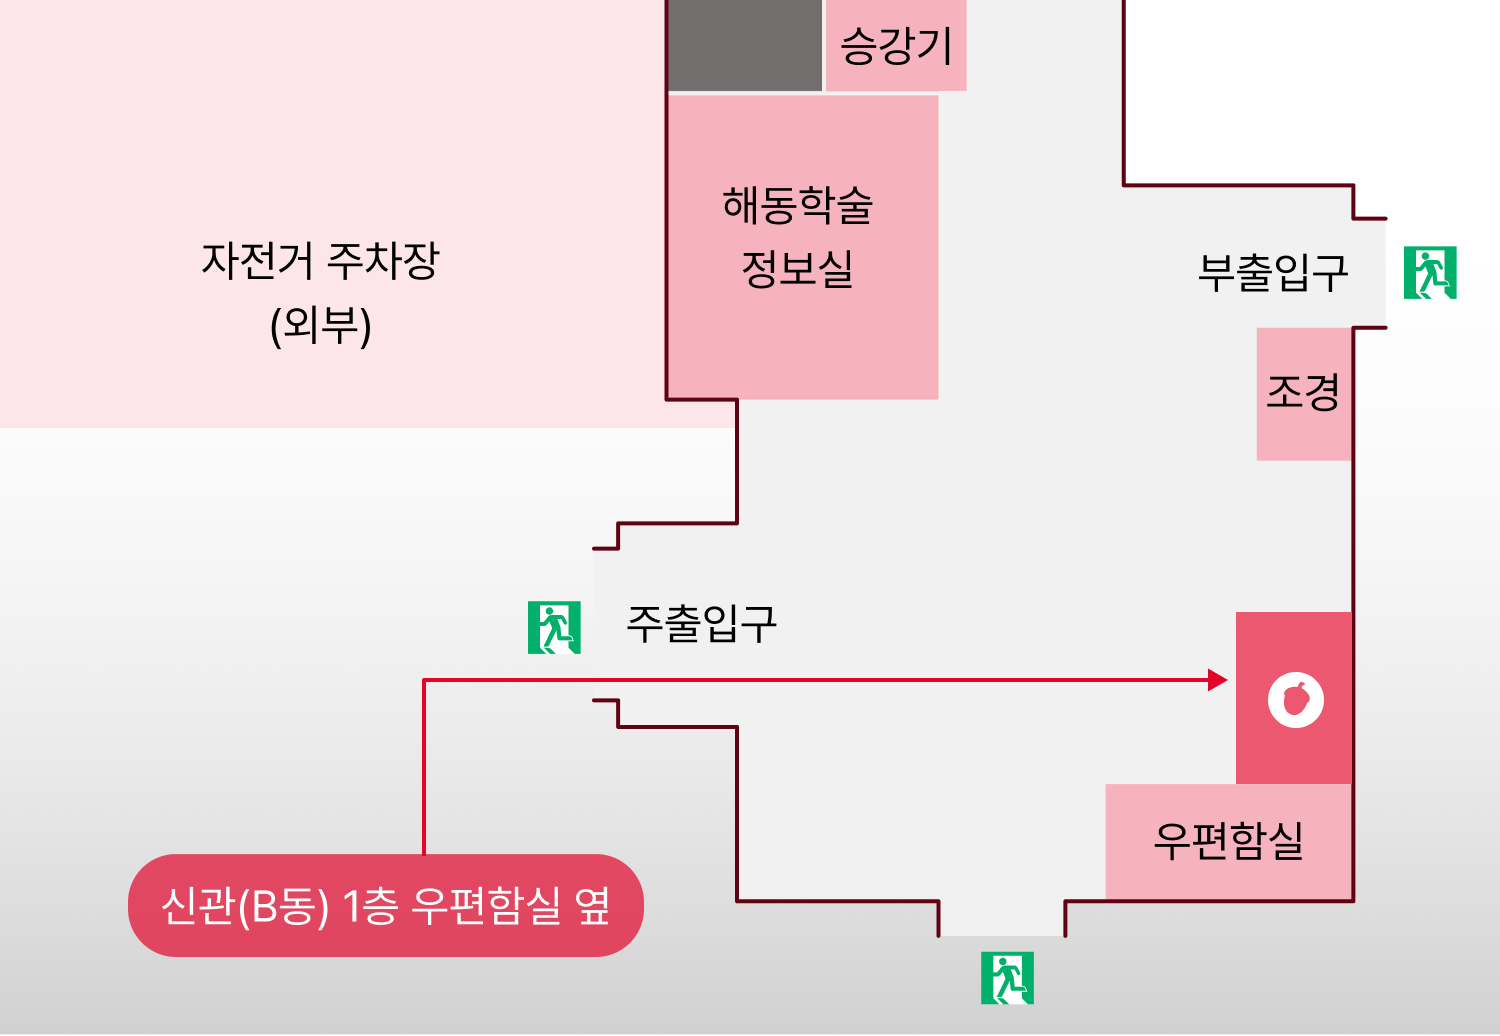 승강기
해동학술
정보실
자전거 주차장
(외부)
부출입구
조경
주출입구
우편함실
신관(B동) 1층 우편함실 옆